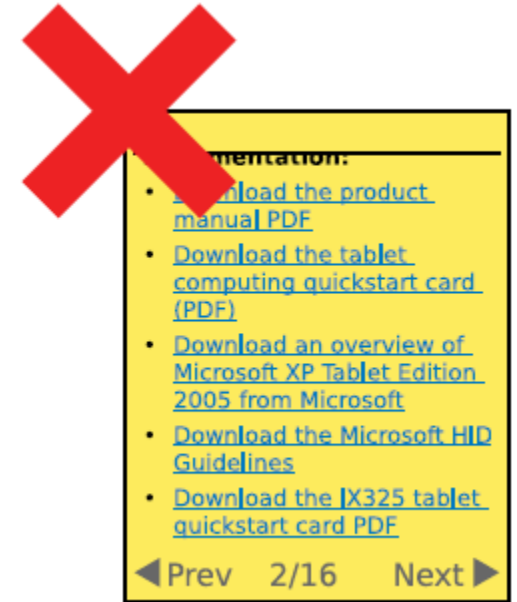 mentation:
• Download the product
manual PDF
• Download the tablet
computing quickstart card
(PDF)
• Download an overview of
Microsoft XP Tablet Edition
2005 from Microsoft
• Download the Microsoft HID
Guidelines
• Download the IX325 tablet
quickstart card PDF
Prev 2/16 Next